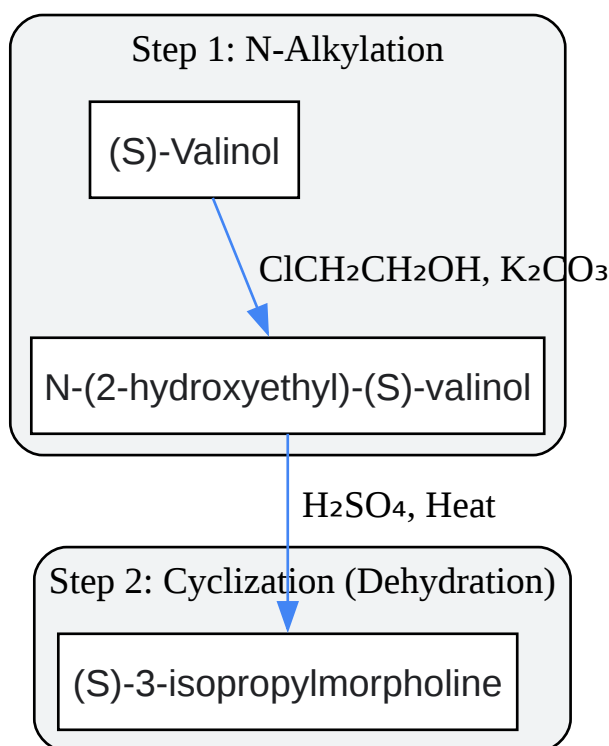 Step 1: N-Alkylation
(S)-Valinol
ClCH₂CH₂OH, K₂CO₃
N-(2-hydroxyethyl)-(S)-valinol
H₂SO₄, Heat
Step 2: Cyclization (Dehydration)
(S)-3-isopropylmorpholine